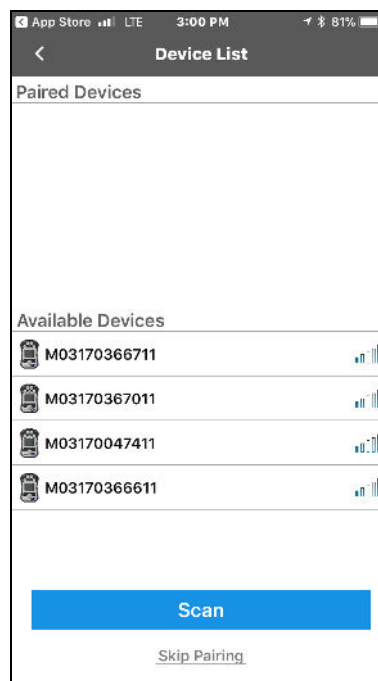 App Store LTE 3:00 PM 81%
Device List
Paired Devices
Available Devices
M03170366711
M03170367011
M03170047411
M03170366611
Scan
Skip Pairing